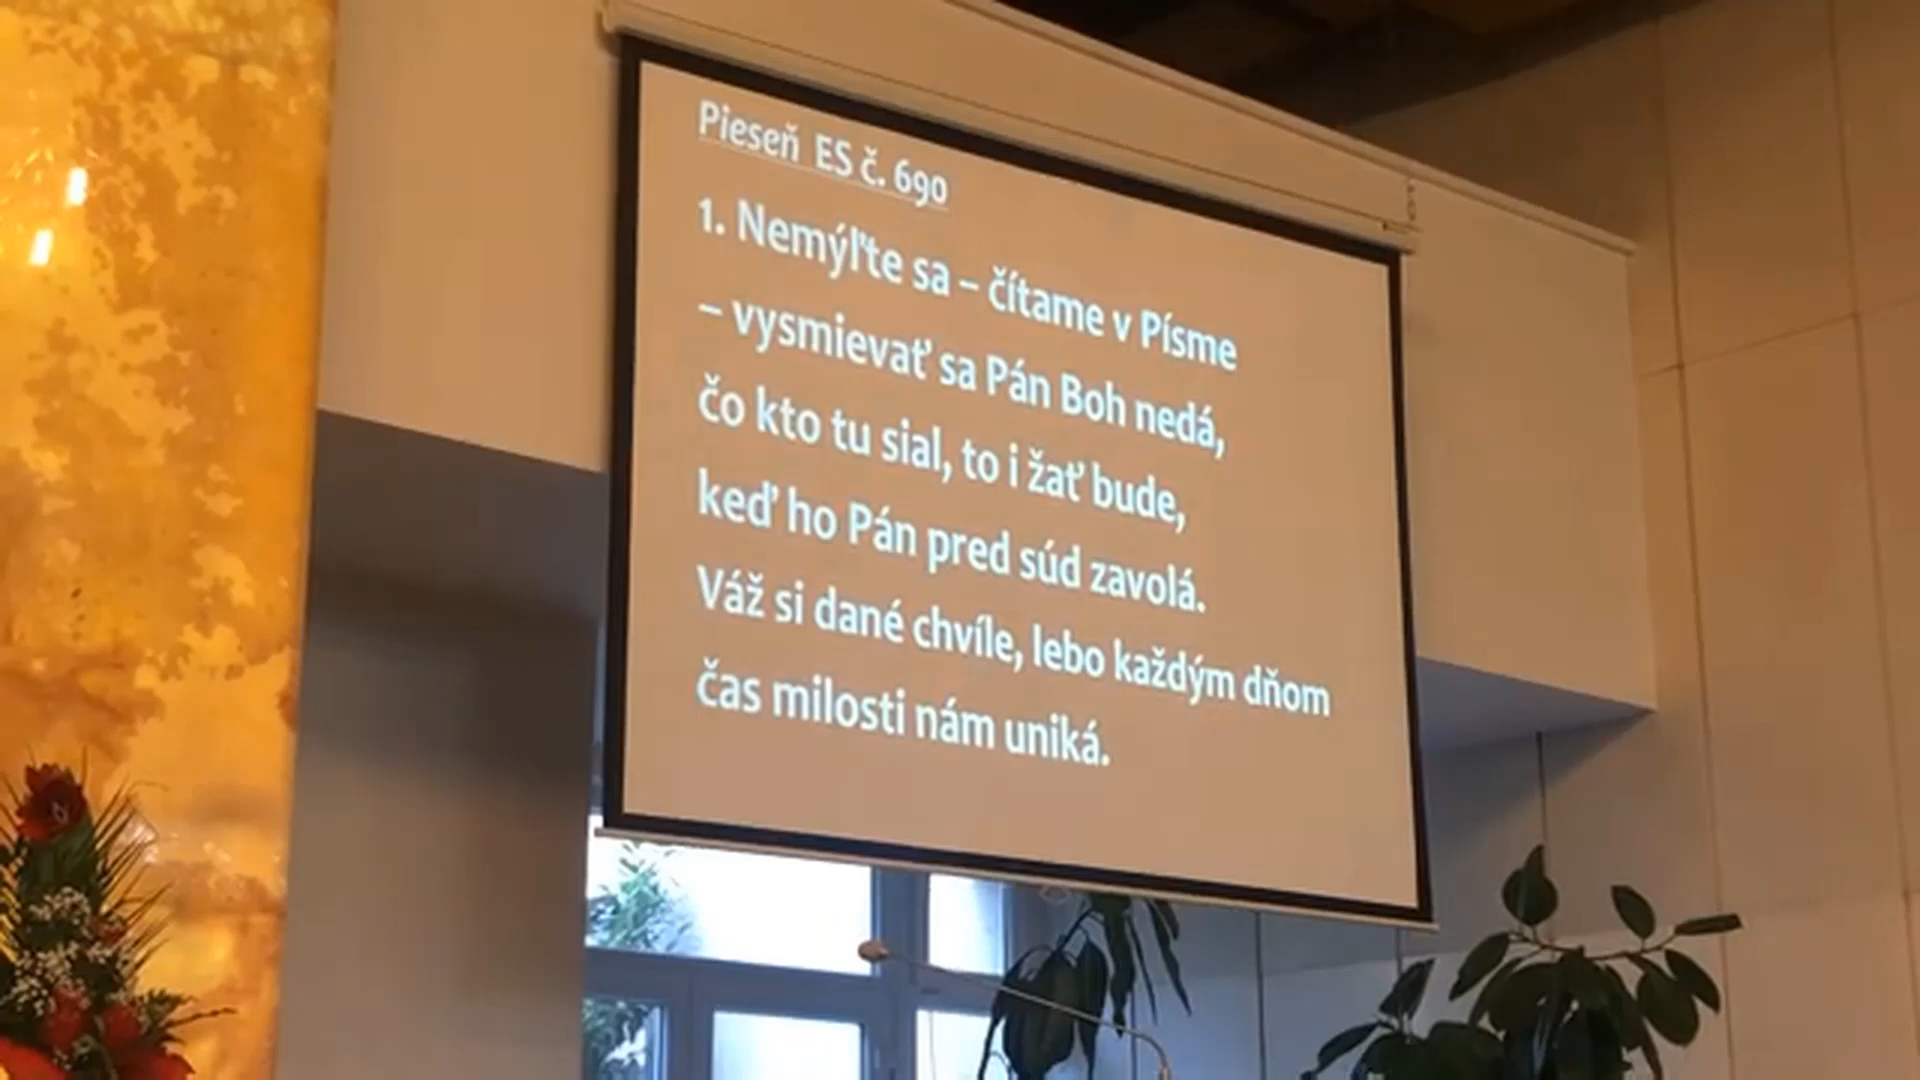 Pieseň ES č. 690
1. Nemýľte sa – čítame v Písme
– vysmievať sa Pán Boh nedá,
čo kto tu sial, to i žať bude,
keď ho Pán pred súd zavolá.
Váž si dané chvíle, lebo každým dňom
čas milosti nám uniká.